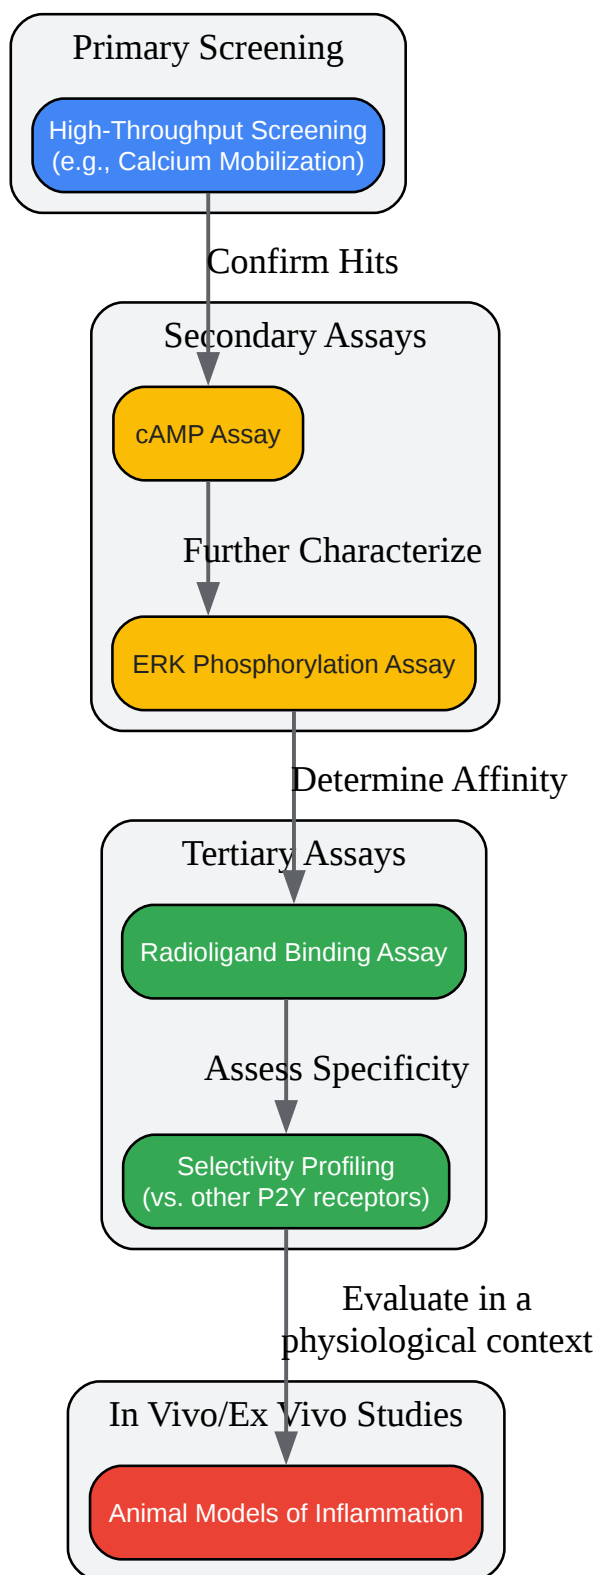 Primary Screening
High-Throughput Screening
(e.g., Calcium Mobilization)
Confirm Hits
Secondary Assays
cAMP Assay
Further Characterize
ERK Phosphorylation Assay
Determine Affinity
Tertiary Assays
Radioligand Binding Assay
Assess Specificity
Selectivity Profiling
(vs. other P2Y receptors)
Evaluate in a
physiological context
In Vivo/Ex Vivo Studies
Animal Models of Inflammation